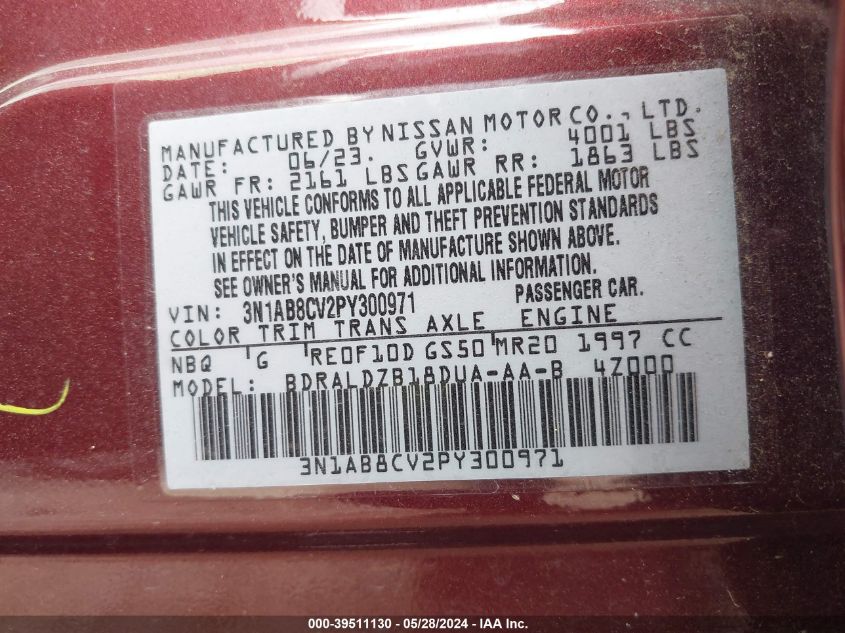 MANUFACTURED BY NISSAN MOTOR CO., LTD.
DATE: 06/23. GVWR: 4001 LBS
GAWR FR: 2161 LBS GAWR RR: 1863 LBS
THIS VEHICLE CONFORMS TO ALL APPLICABLE FEDERAL MOTOR
VEHICLE SAFETY, BUMPER AND THEFT PREVENTION STANDARDS
IN EFFECT ON THE DATE OF MANUFACTURE SHOWN ABOVE.
SEE OWNER'S MANUAL FOR ADDITIONAL INFORMATION.
VIN: 3N1AB8CV2PY300971 PASSENGER CAR.
COLOR TRIM TRANS AXLE ENGINE
NBQ G RE0F10D GS50 MR20 1997 CC
MODEL: BDRALDZB18DUA-AA-B 4Z000
3N1AB8CV2PY300971
000-39511130 - 05/28/2024 - IAA Inc.